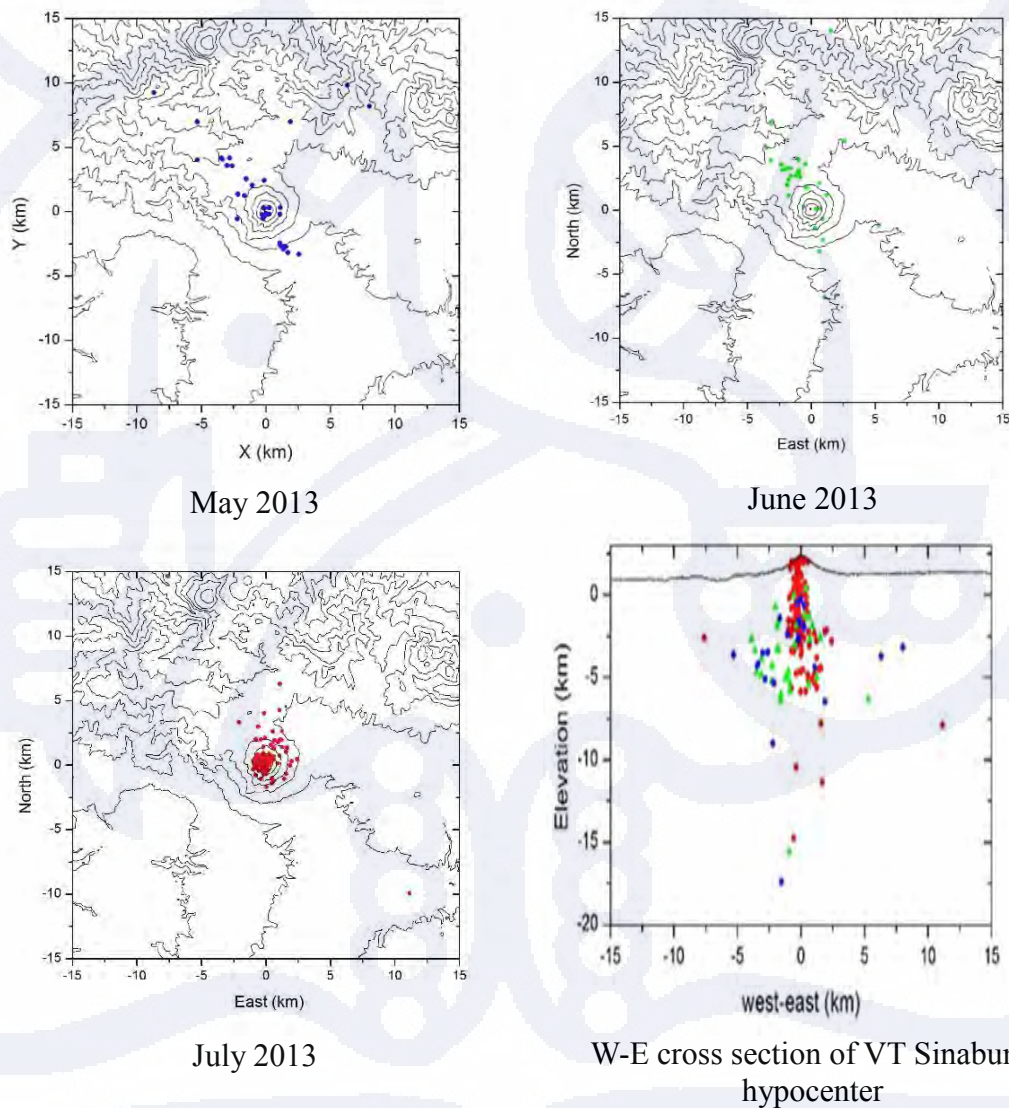 15
10
5
0
-5
-10
-15
-15 -10 -5 0 5 10 15
Y (km)
X (km)
May 2013
15
10
5
0
-5
-10
-15
-15 -10 -5 0 5 10 15
North (km)
East (km)
June 2013
15
10
5
0
-5
-10
-15
-15 -10 -5 0 5 10 15
North (km)
East (km)
July 2013
0
-5
-10
-15
-20
-10 -5 0 5 10 15
Elevation (km)
west-east (km)
W-E cross section of VT Sinabun
hypocenter